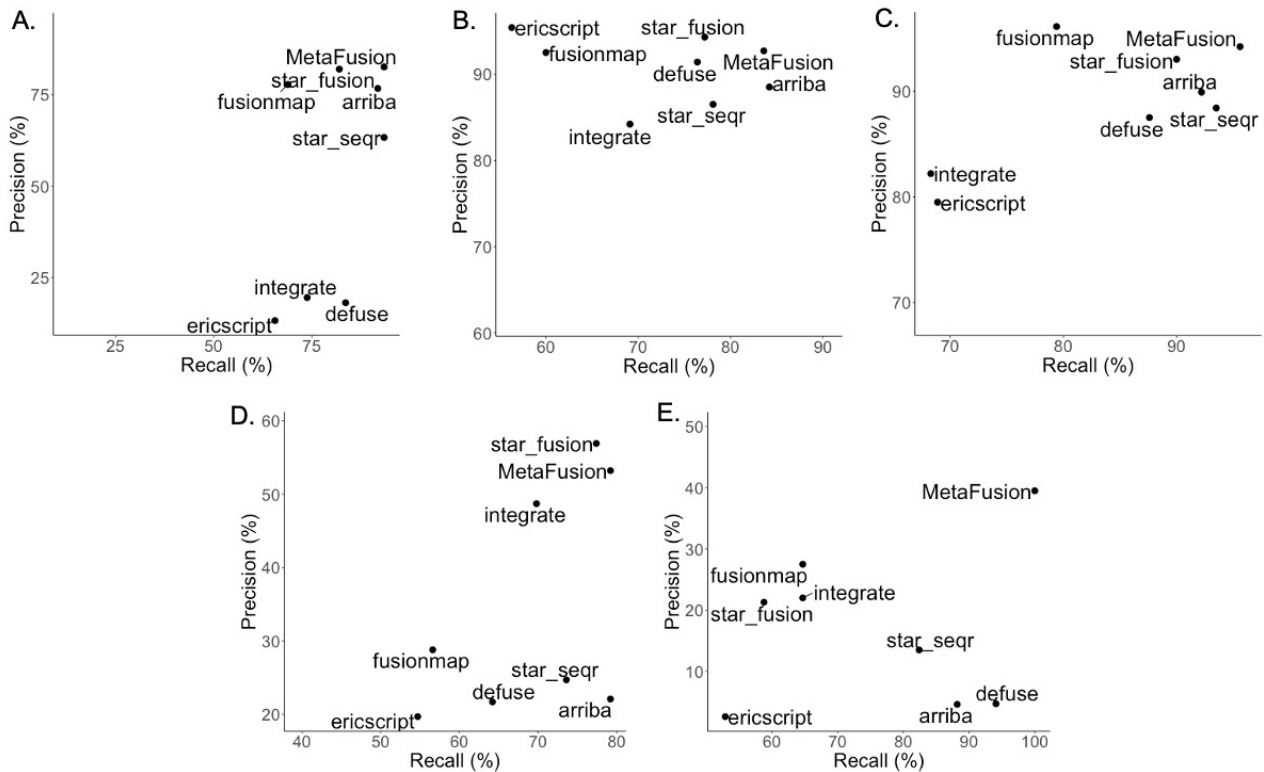 A.
MetaFusion
star_fusion
fusionmap
arriba
star_seqr
integrate
defuse
ericscript
75
50
25
25
50
75
Precision (%)
Recall (%)
B.
ericscript
star_fusion
fusionmap
MetaFusion
defuse
arriba
star_seqr
integrate
90
80
70
60
60
70
80
90
Precision (%)
Recall (%)
C.
fusionmap
MetaFusion
star_fusion
arriba
defuse
star_seqr
integrate
ericscript
90
80
70
70
80
90
Precision (%)
Recall (%)
D.
star_fusion
MetaFusion
integrate
fusionmap
star_seqr
defuse
arriba
ericscript
60
50
40
30
20
40
50
60
70
80
Precision (%)
Recall (%)
E.
MetaFusion
fusionmap
integrate
star_fusion
star_seqr
defuse
arriba
ericscript
50
40
30
20
10
60
70
80
90
100
Precision (%)
Recall (%)